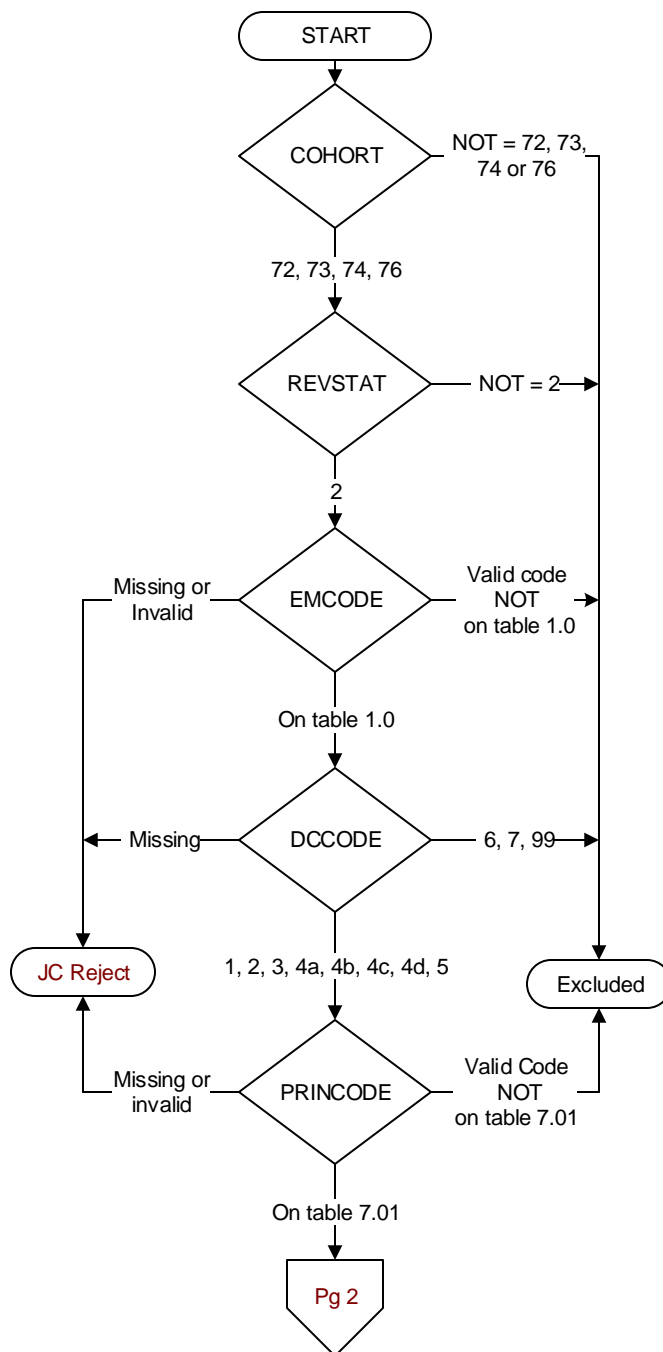 START
COHORT
NOT = 72, 73,
74 or 76
72, 73, 74, 76
REVSTAT
NOT = 2
2
Missing or
Invalid
EMCODE
Valid code
NOT
on table 1.0
On table 1.0
Missing
DCCODE
6, 7, 99
JC Reject
1, 2, 3, 4a, 4b, 4c, 4d, 5
Excluded
Missing or
invalid
PRINCODE
Valid Code
NOT
on table 7.01
On table 7.01
Pg 2